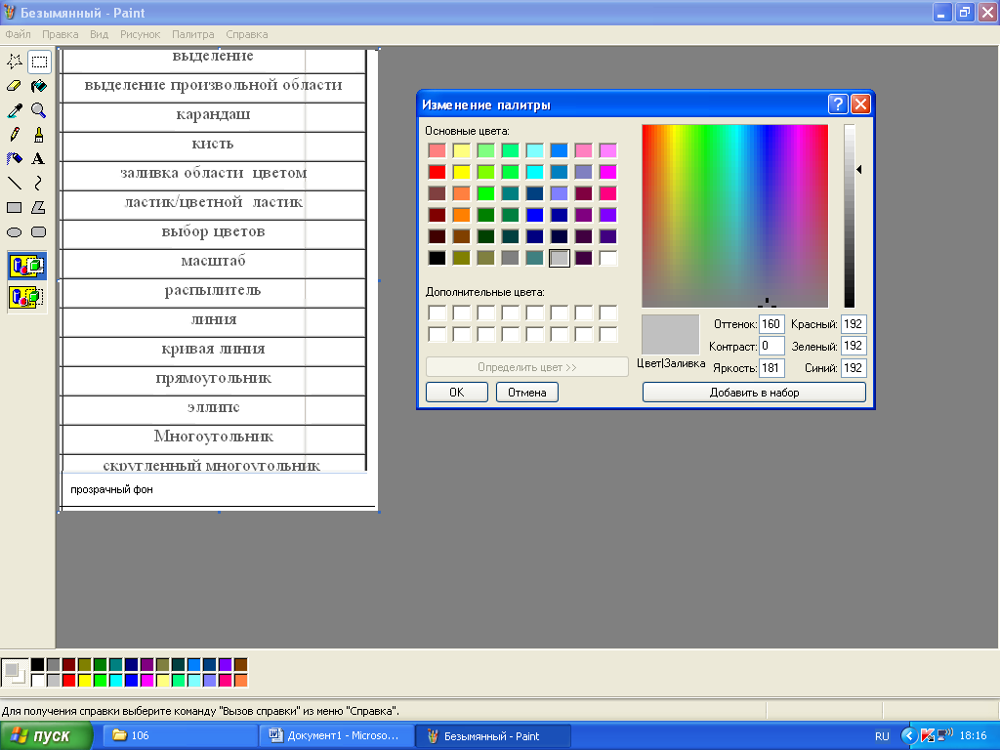 Безымянный - Paint
Файл Правка Вид Рисунок Палитра Справка
выделение
выделение произвольной области
карандаш
кисть
заливка области цветом
ластик/цветной ластик
выбор цветов
масштаб
распылитель
линия
кривая линия
прямоугольник
эллипс
Многоугольник
скругленный многоугольник
прозрачный фон
Изменение палитры
Основные цвета:
Дополнительные цвета:
Определить цвет >>
OK Отмена
Цвет|Заливка
Оттенок: 160 Красный: 192
Контраст: 0 Зеленый: 192
Яркость: 181 Синий: 192
Добавить в набор
Для получения справки выберите команду "Вызов справки" из меню "Справка".
пуск 106 Документ1 - Microso... Безымянный - Paint RU 18:16